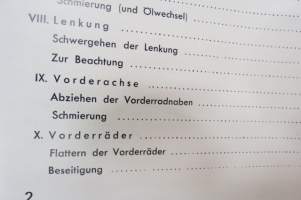 Schmierung (und Ölwechsel)
VIII. Lenkung
Schwergehen der Lenkung
Zur Beachtung
IX. Vorderachse
Abziehen der Vorderradnaben
Schmierung
X. Vorderräder
Flattern der Vorderräder
Beseitigung
2